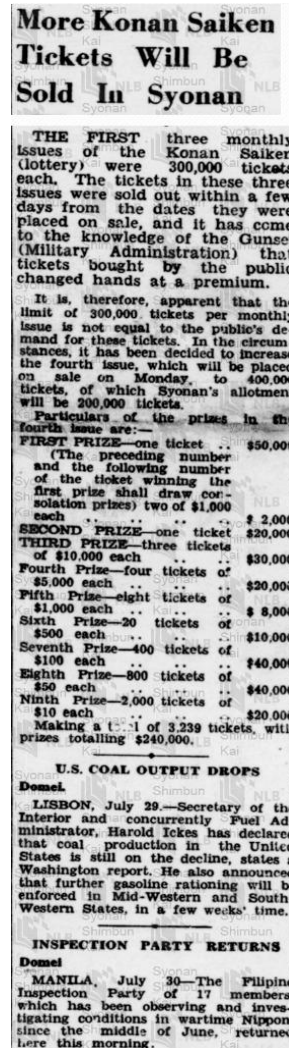 More Konan Saiken
Tickets Will Be
Sold In Syonan
THE FIRST three monthly
issues of the Konan Saiken
(lottery) were 300,000 tickets
each. The tickets in these three
issues were sold out within a few
days from the dates they were
placed on sale, and it has come
to the knowledge of the Gunsei
(Military Administration) that
tickets bought by the public
changed hands at a premium.
It is, therefore, apparent that the
limit of 300,000 tickets per monthly
issue is not equal to the public's de-
mand for these tickets. In the circum-
stances, it has been decided to increase
the fourth issue, which will be placed
on sale on Monday, to 400,000
tickets, of which Syonan's allotment
will be 200,000 tickets.
Particulars of the prizes in the
fourth issue are:—
FIRST PRIZE—one ticket .. $50,000
(The preceding number
and the following number
of the ticket winning the
first prize shall draw con-
solation prizes) two of $1,000
each .. .. .. .. $ 2,000
SECOND PRIZE—one ticket $20,000
THIRD PRIZE—three tickets
of $10,000 each .. .. $30,000
Fourth Prize—four tickets of
$5,000 each .. .. .. $20,000
Fifth Prize—eight tickets of
$1,000 each .. .. .. $ 8,000
Sixth Prize—20 tickets of
$500 each .. .. .. $10,000
Seventh Prize—400 tickets of
$100 each .. .. .. $40,000
Eighth Prize—800 tickets of
$50 each .. .. .. $40,000
Ninth Prize—2,000 tickets of
$10 each .. .. .. $20,000
Making a total of 3,239 tickets, with
prizes totalling $240,000.
U.S. COAL OUTPUT DROPS
Domei.
LISBON, July 29.—Secretary of the
Interior and concurrently Fuel Ad-
ministrator, Harold Ickes has declared
that coal production in the United
States is still on the decline, states a
Washington report. He also announced
that further gasoline rationing will be
enforced in Mid-Western and South-
Western States, in a few weeks' time.
INSPECTION PARTY RETURNS
Domei
MANILA, July 30—The Filipino
Inspection Party of 17 members
which has been observing and inves-
tigating conditions in wartime Nippon
since the middle of June, returned
here this morning.